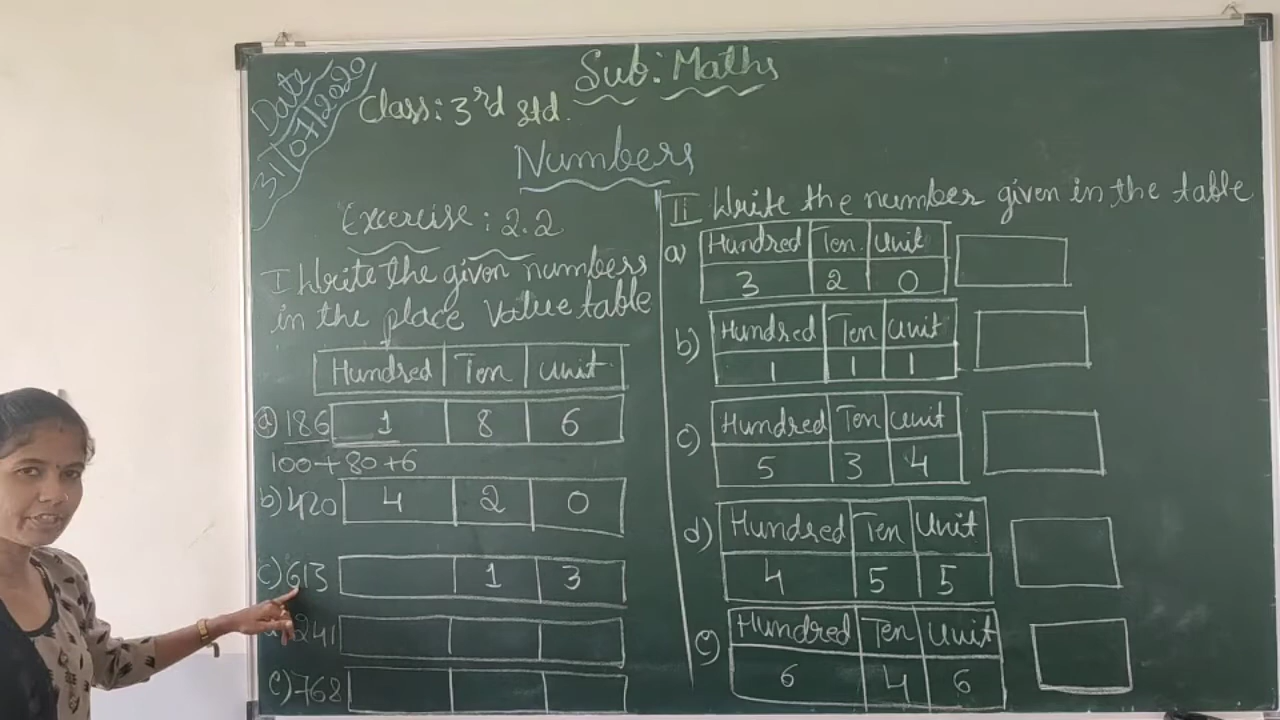 Date
31/07/2020
Sub: Maths
Class: 3rd std.
Numbers
Exercise: 2.2
I Write the given numbers
in the place value table
Hundred Ten Unit
a) 186 1 8 6
100+80+6
b) 420 4 2 0
c) 613 1 3
241
e) 768
II Write the number given in the table
a) Hundred Ten. Unit
3 2 0
b) Hundred Ten Unit
1 1 1
c) Hundred Ten Unit
5 3 4
d) Hundred Ten Unit
4 5 5
e) Hundred Ten Unit
6 4 6